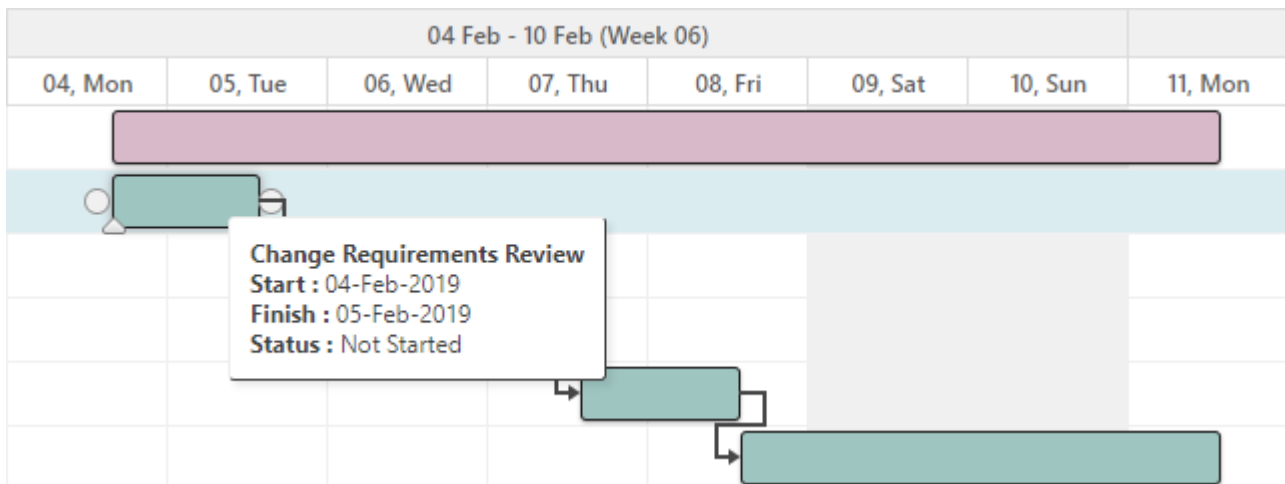 04 Feb - 10 Feb (Week 06)
04, Mon 05, Tue 06, Wed 07, Thu 08, Fri 09, Sat 10, Sun 11, Mon
Change Requirements Review
Start : 04-Feb-2019
Finish : 05-Feb-2019
Status : Not Started